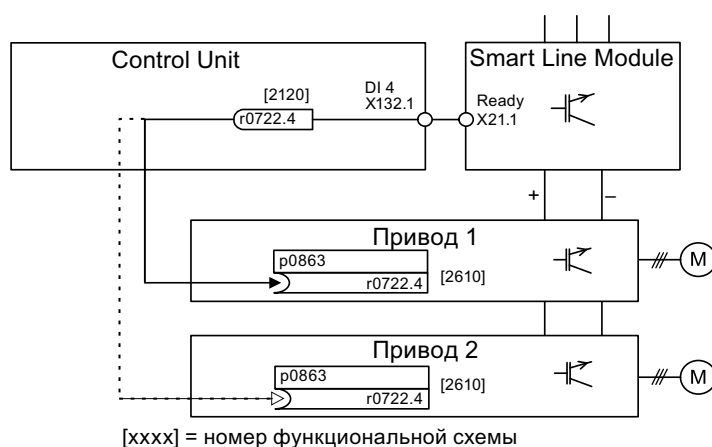 Control Unit
Smart Line Module
[2120]
r0722.4
DI 4
X132.1
Ready
X21.1
+
–
Привод 1
p0863
r0722.4
[2610]
M
Привод 2
p0863
r0722.4
[2610]
M
[xxxx] = номер функциональной схемы